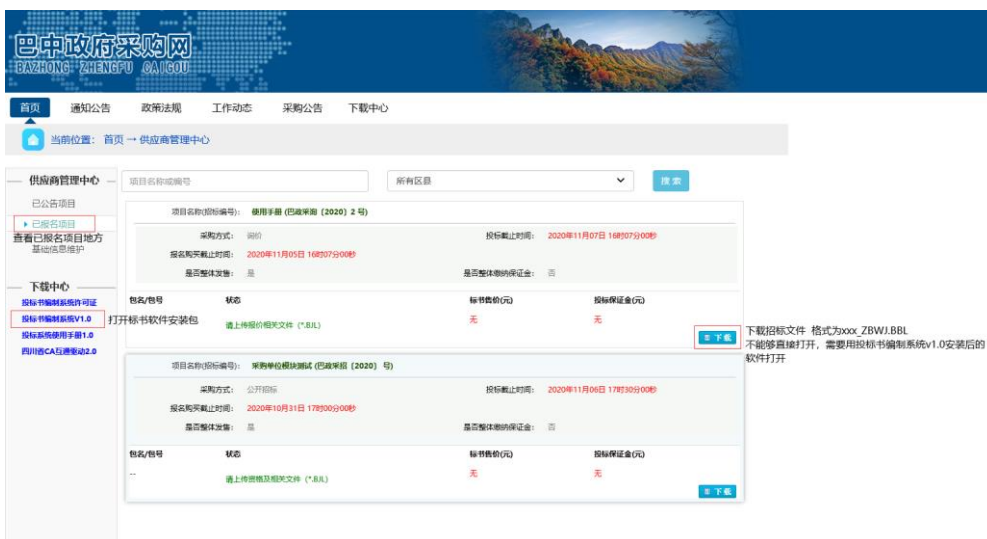 巴中政府采购网
BAZHONG ZHENGFU CAIGOU
首页 通知公告 政策法规 工作动态 采购公告 下载中心
当前位置: 首页 → 供应商管理中心
供应商管理中心
已公告项目
已报名项目
查看已报名项目地方
基础信息维护
下载中心
投标书编制系统许可证
投标书编制系统V1.0
打开标书软件安装包
投标系统使用手册1.0
四川省CA互通驱动2.0
项目名称或编号 所有区县 搜索
项目名称(招标编号): 使用手册 (巴政采询 (2020) 2 号)
采购方式: 询价 投标截止时间: 2020年11月07日 16时07分00秒
报名购买截止时间: 2020年11月05日 16时07分00秒
是否整体发售: 是 是否整体缴纳保证金: 否
包名/包号 状态 标书售价(元) 投标保证金(元)
请上传报价相关文件 (*.BJL) 无 无
下载
下载招标文件 格式为xxx_ZBWJ.BBL
不能够直接打开,需要用投标书编制系统v1.0安装后的
软件打开
项目名称(招标编号): 采购单位模块测试 (巴政采招 (2020) 号)
采购方式: 公开招标 投标截止时间: 2020年11月06日 17时30分00秒
报名购买截止时间: 2020年10月31日 17时00分00秒
是否整体发售: 是 是否整体缴纳保证金: 否
包名/包号 状态 标书售价(元) 投标保证金(元)
-- 请上传资格及相关文件 (*.BJL) 无 无
下载